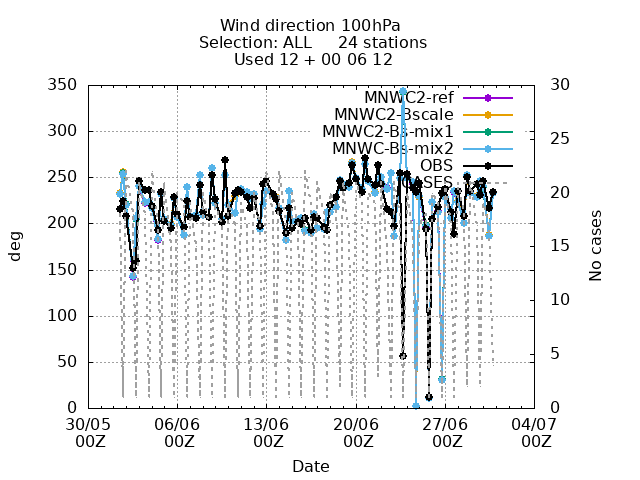 Wind direction 100hPa
Selection: ALL 24 stations
Used 12 + 00 06 12
MNWC2-ref
MNWC2-Bscale
MNWC2-Bs-mix1
MNWC-Bs-mix2
OBS
deg
No cases
350
300
250
200
150
100
50
0
30
25
20
15
10
5
0
30/05 06/06 13/06 20/06 27/06 04/07
00Z 00Z 00Z 00Z 00Z 00Z
Date